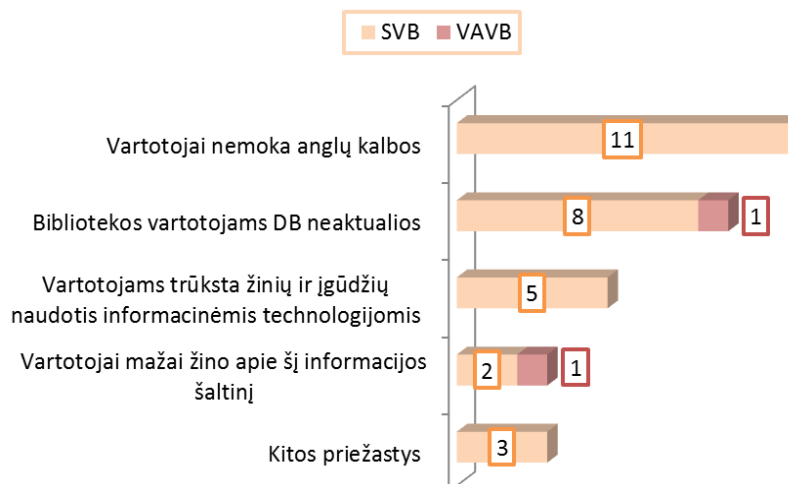 SVB VAVB
Vartotojai nemoka anglų kalbos
11
Bibliotekos vartotojams DB neaktualios
8 1
Vartotojams trūksta žinių ir įgūdžių
naudotis informacinėmis technologijomis
5
Vartotojai mažai žino apie šį informacijos
šaltinį
2 1
Kitos priežastys
3